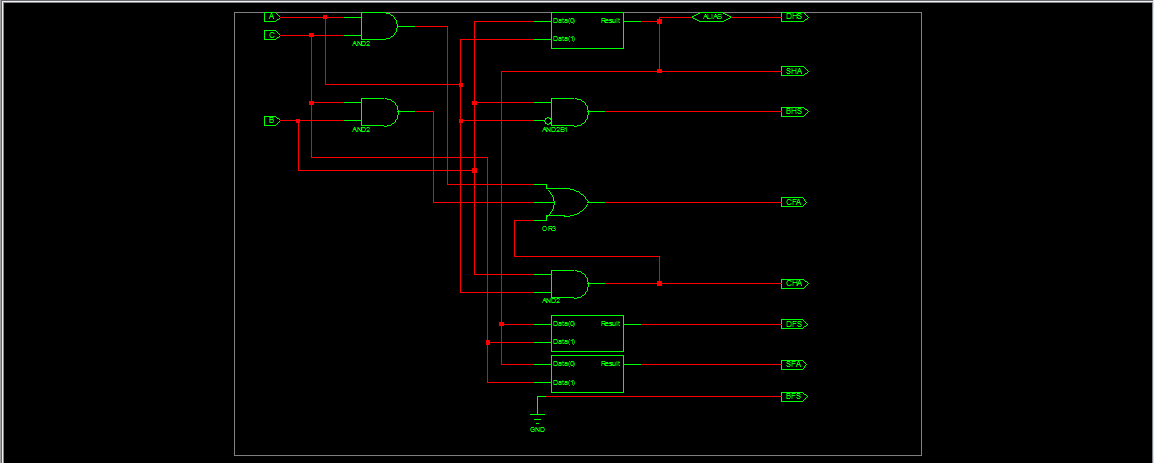 A
Data(0) Result
ALIAS
DHS
C
AND2
Data(1)
SHA
BHS
B
AND2
AND2B1
CFA
OR3
CHA
AND2
Data(0) Result
DFS
Data(1)
Data(0) Result
SFA
Data(1)
BFS
GND